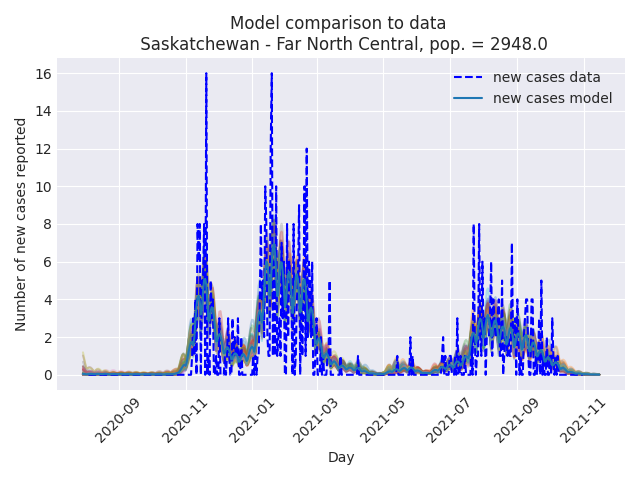 Model comparison to data
Saskatchewan - Far North Central, pop. = 2948.0
new cases data
new cases model
Number of new cases reported
16
14
12
10
8
6
4
2
0
2020-09
2020-11
2021-01
2021-03
2021-05
2021-07
2021-09
2021-11
Day